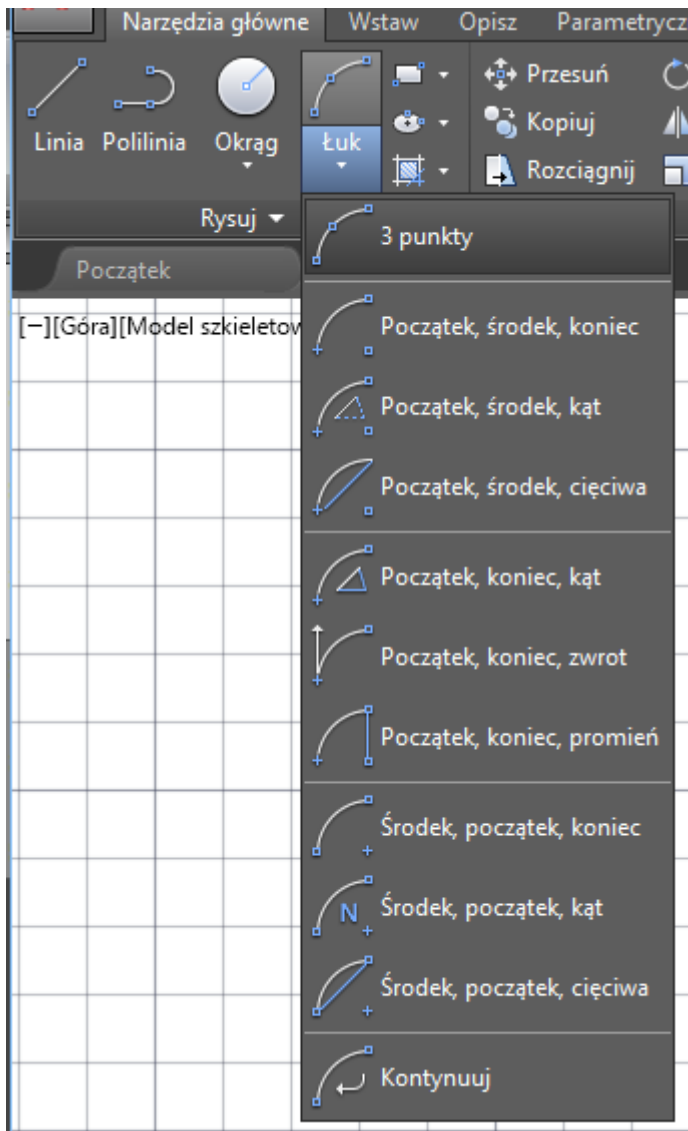 Narzędzia główne Wstaw Opisz Parametrycz
Przesuń
Linia Polilinia Okrąg Łuk Kopiuj
Rozciągnij
Rysuj
3 punkty
Początek
[−][Góra][Model szkieletow
Początek, środek, koniec
Początek, środek, kąt
Początek, środek, cięciwa
Początek, koniec, kąt
Początek, koniec, zwrot
Początek, koniec, promień
Środek, początek, koniec
N Środek, początek, kąt
Środek, początek, cięciwa
Kontynuuj